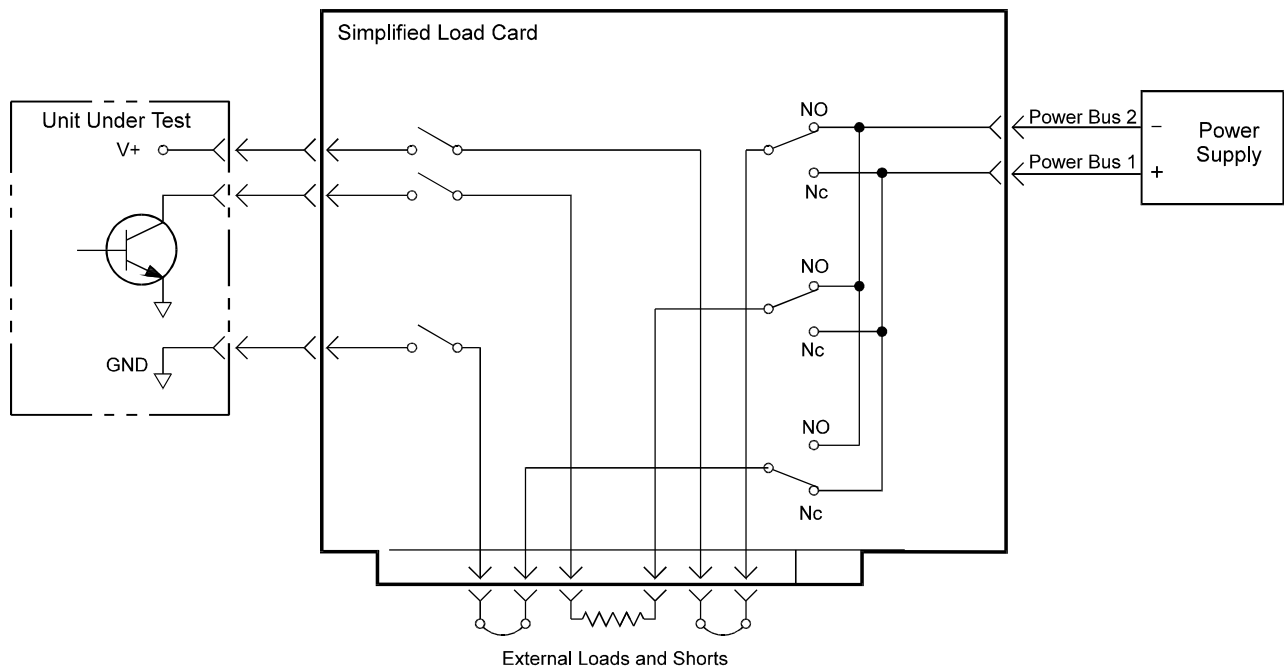 Simplified Load Card
Unit Under Test
V+
GND
NO
Nc
NO
Nc
NO
Nc
Power Bus 2
Power Bus 1
−
+
Power
Supply
External Loads and Shorts